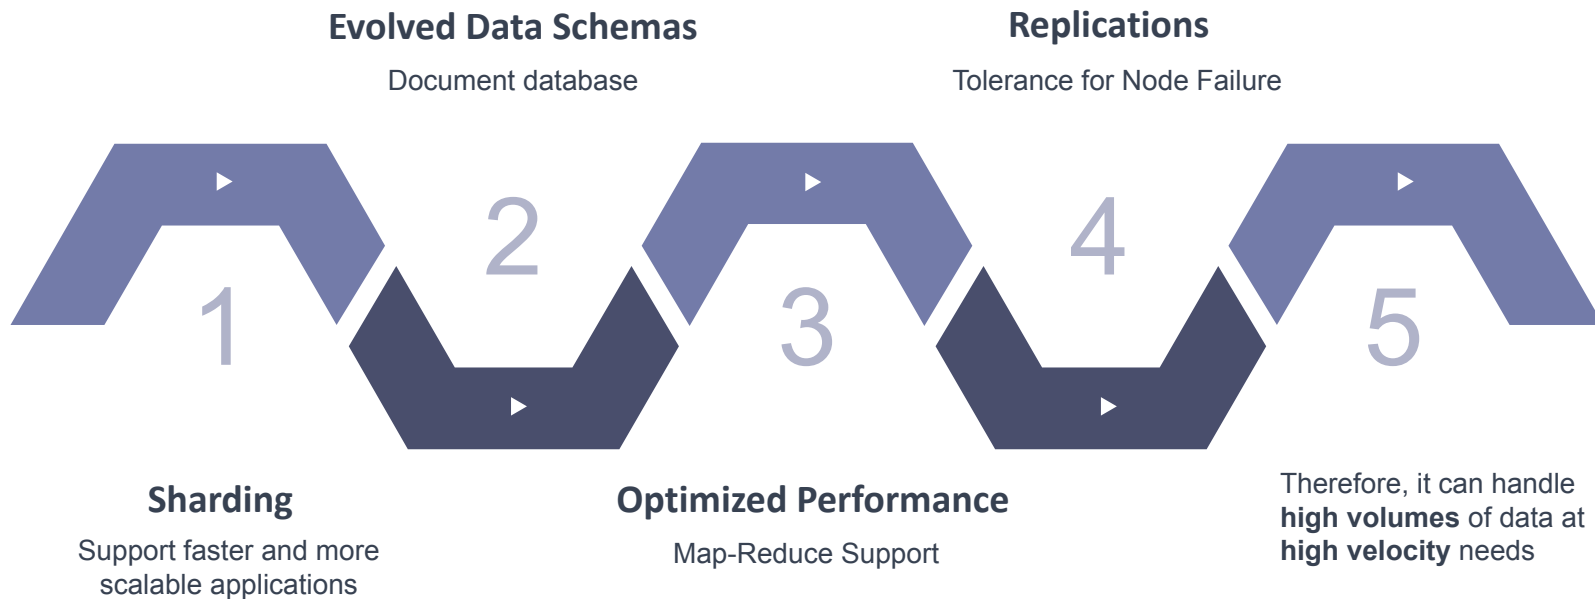 Evolved Data Schemas
Document database
Replications
Tolerance for Node Failure
1
2
3
4
5
Sharding
Support faster and more
scalable applications
Optimized Performance
Map-Reduce Support
Therefore, it can handle
high volumes of data at
high velocity needs